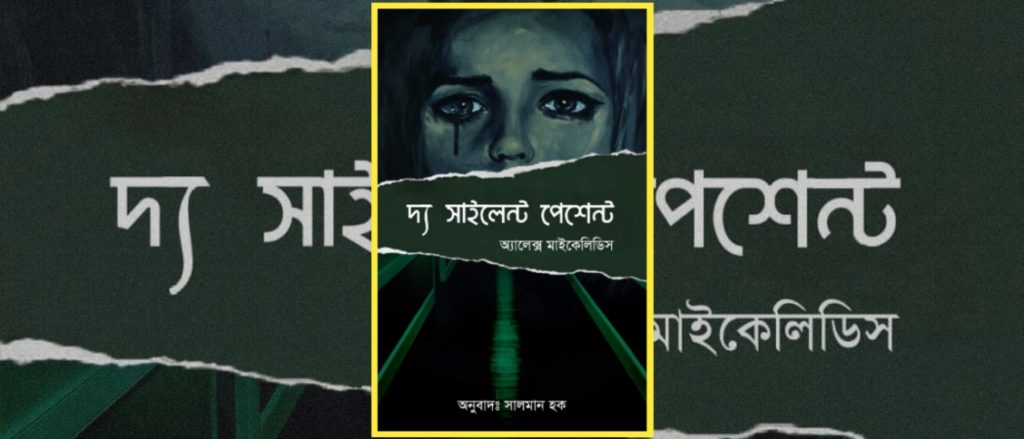 দ্য সাইলেন্ট পেশেন্ট
অ্যালেক্স মাইকেলিডিস
অনুবাদঃ সালমান হক
দ্য সাই
পেশেন্ট
মাইকেলিডিস